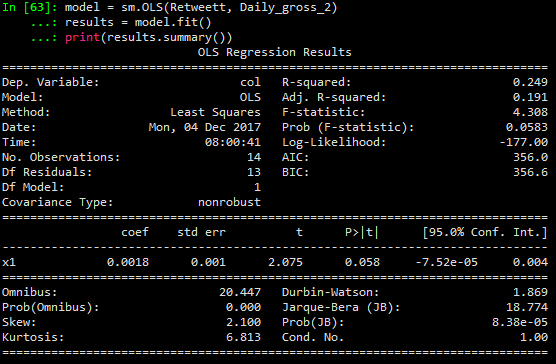 In [63]: model = sm.OLS(Retweett, Daily_gross_2)
    ...: results = model.fit()
    ...: print(results.summary())
                            OLS Regression Results
==============================================================================
Dep. Variable:                    col   R-squared:                       0.249
Model:                            OLS   Adj. R-squared:                  0.191
Method:                 Least Squares   F-statistic:                     4.308
Date:                Mon, 04 Dec 2017   Prob (F-statistic):             0.0583
Time:                        08:00:41   Log-Likelihood:                -177.00
No. Observations:                  14   AIC:                             356.0
Df Residuals:                      13   BIC:                             356.6
Df Model:                           1
Covariance Type:            nonrobust
==============================================================================
                 coef    std err          t      P>|t|      [95.0% Conf. Int.]
------------------------------------------------------------------------------
x1             0.0018      0.001      2.075      0.058     -7.52e-05     0.004
==============================================================================
Omnibus:                       20.447   Durbin-Watson:                   1.869
Prob(Omnibus):                  0.000   Jarque-Bera (JB):               18.774
Skew:                           2.100   Prob(JB):                     8.38e-05
Kurtosis:                       6.813   Cond. No.                         1.00
==============================================================================